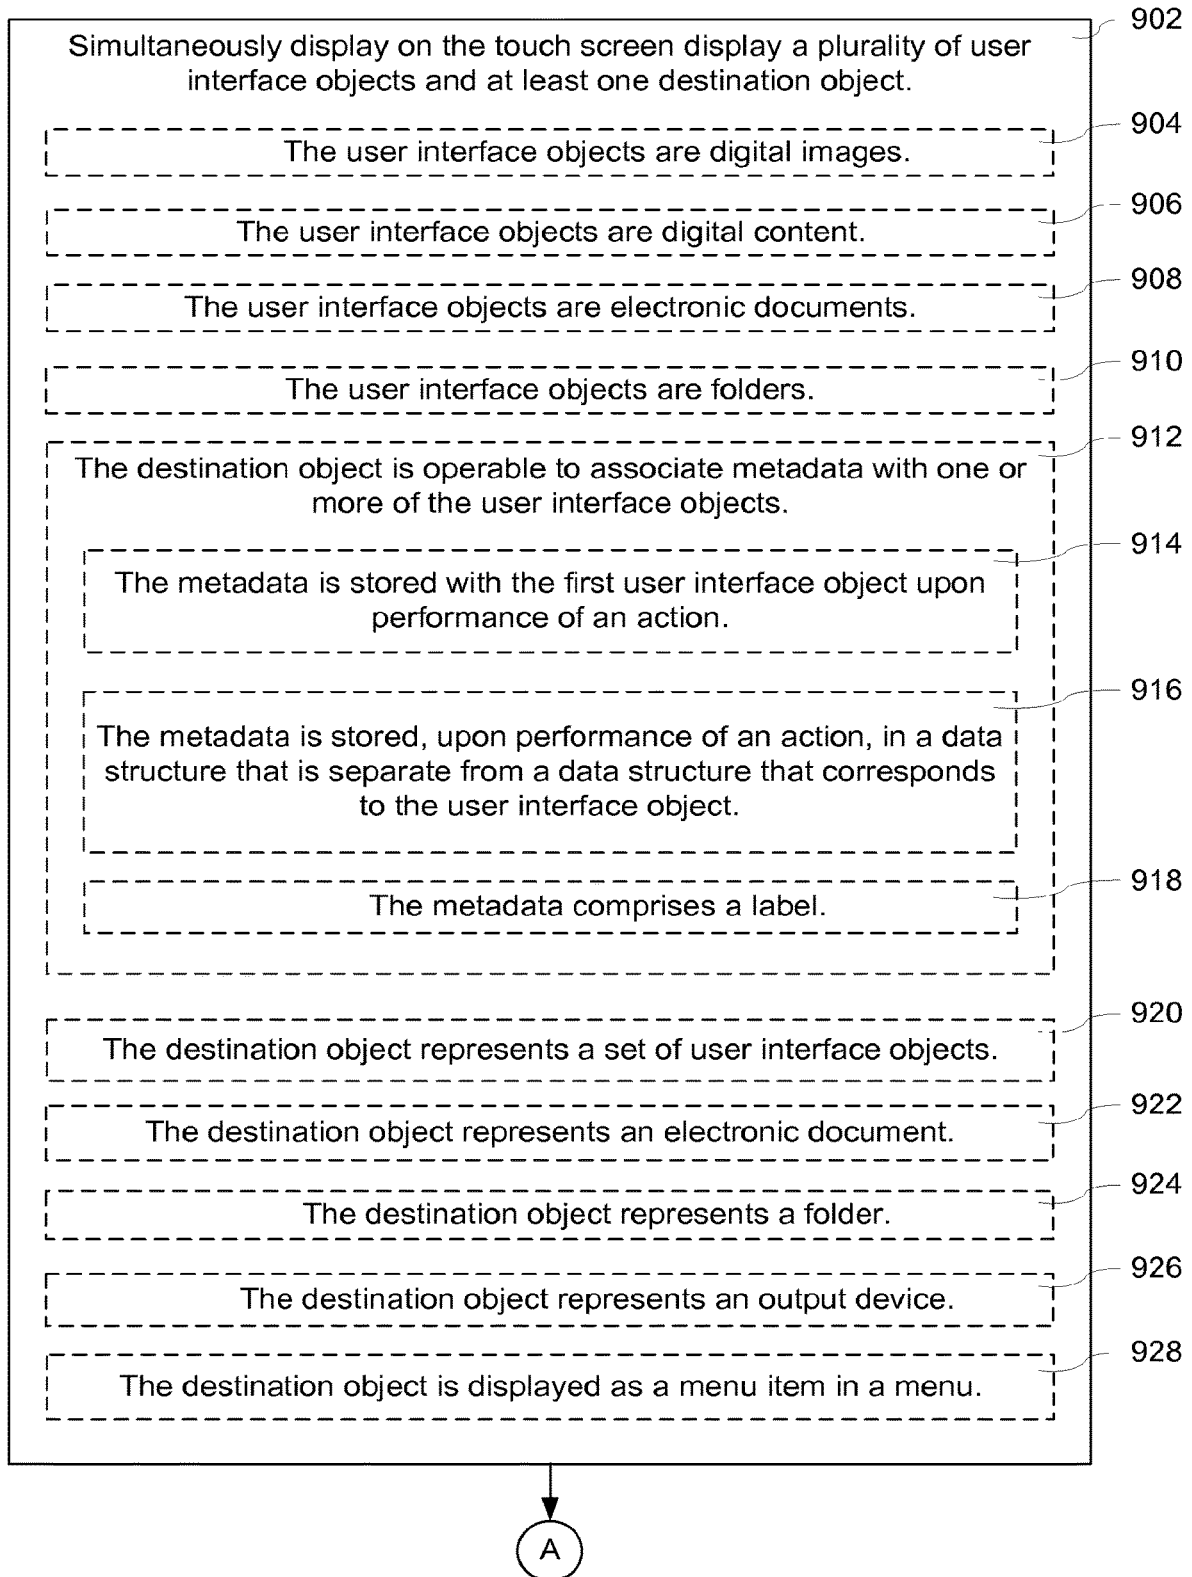 902
Simultaneously display on the touch screen display a plurality of user
interface objects and at least one destination object.
904
The user interface objects are digital images.
906
The user interface objects are digital content.
908
The user interface objects are electronic documents.
910
The user interface objects are folders.
912
The destination object is operable to associate metadata with one or
more of the user interface objects.
914
The metadata is stored with the first user interface object upon
performance of an action.
916
The metadata is stored, upon performance of an action, in a data
structure that is separate from a data structure that corresponds
to the user interface object.
918
The metadata comprises a label.
920
The destination object represents a set of user interface objects.
922
The destination object represents an electronic document.
924
The destination object represents a folder.
926
The destination object represents an output device.
928
The destination object is displayed as a menu item in a menu.
A